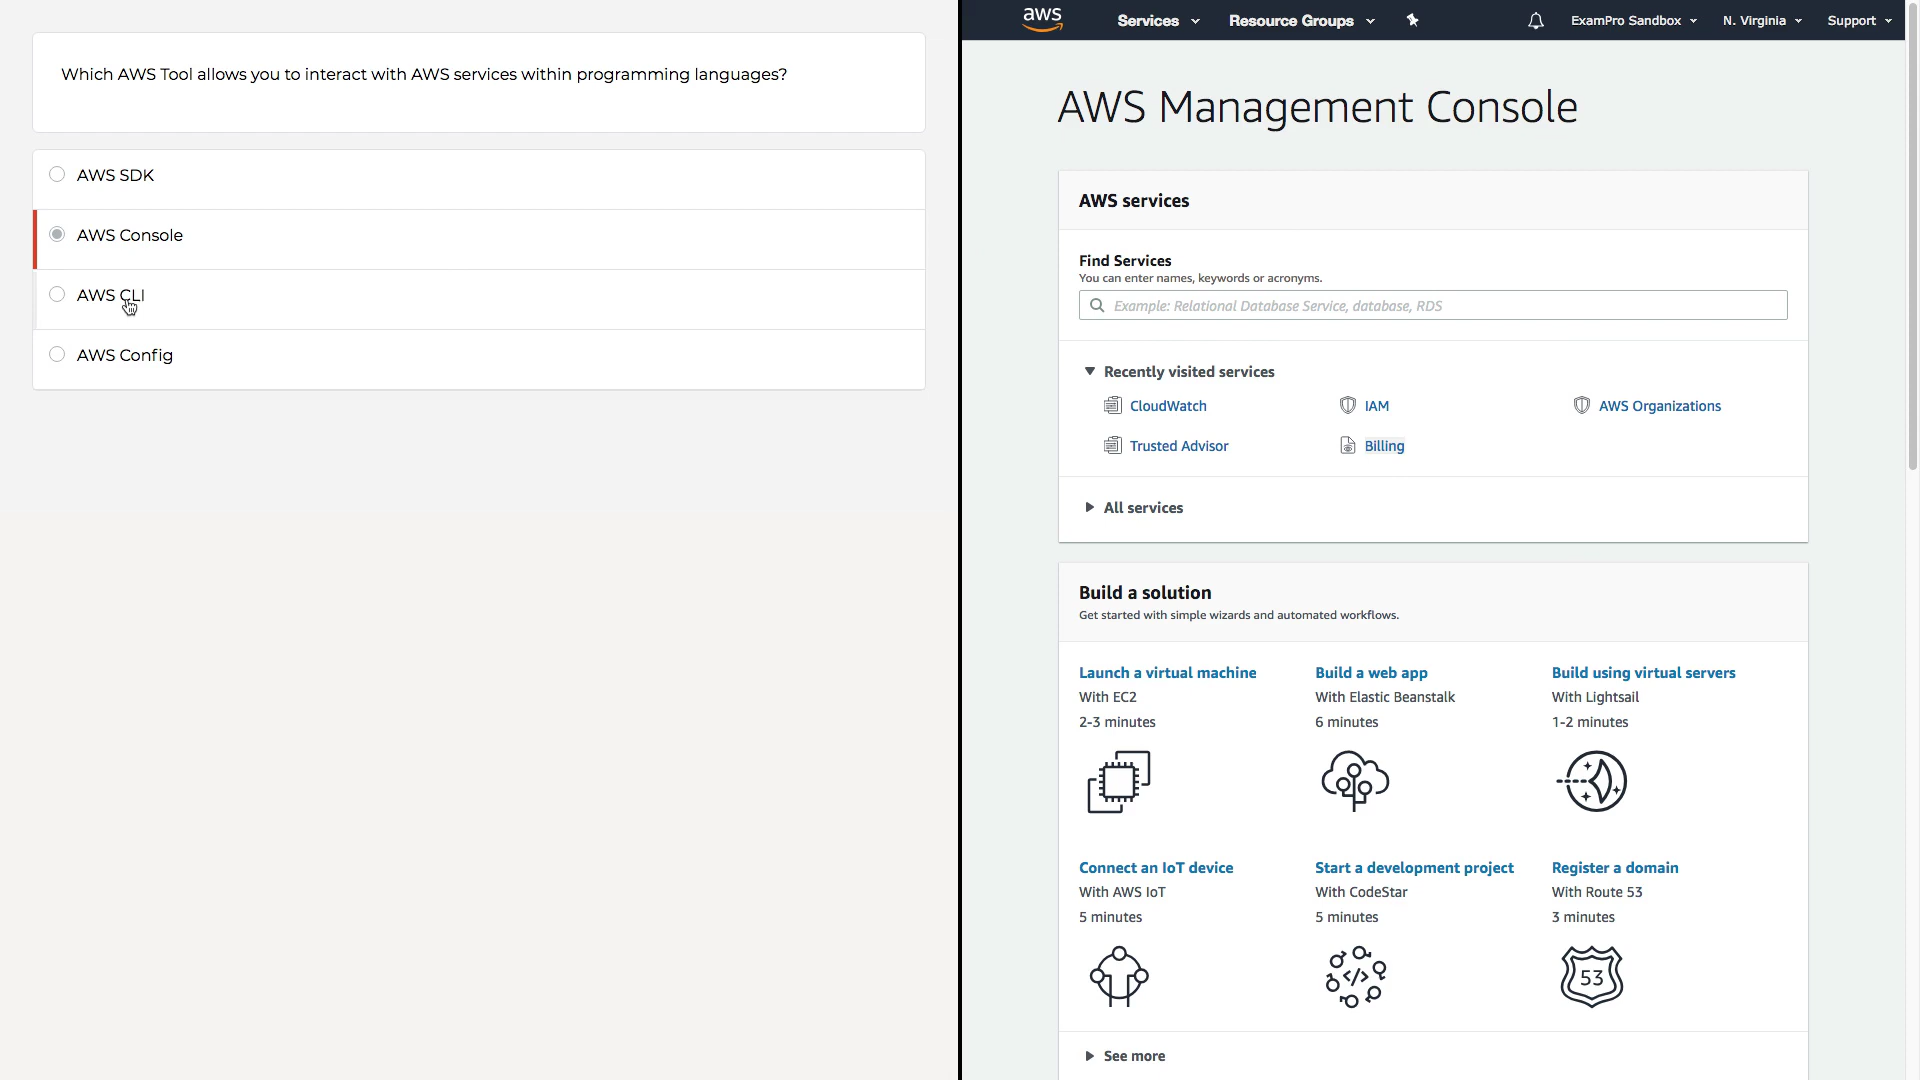 Which AWS Tool allows you to interact with AWS services within programming languages?
AWS SDK
AWS Console
AWS CLI
AWS Config
aws
Services
Resource Groups
ExamPro Sandbox
N. Virginia
Support
AWS Management Console
AWS services
Find Services
You can enter names, keywords or acronyms.
Example: Relational Database Service, database, RDS
Recently visited services
CloudWatch
IAM
AWS Organizations
Trusted Advisor
Billing
All services
Build a solution
Get started with simple wizards and automated workflows.
Launch a virtual machine
With EC2
2-3 minutes
Build a web app
With Elastic Beanstalk
6 minutes
Build using virtual servers
With Lightsail
1-2 minutes
Connect an IoT device
With AWS IoT
5 minutes
Start a development project
With CodeStar
5 minutes
Register a domain
With Route 53
3 minutes
</>
53
See more